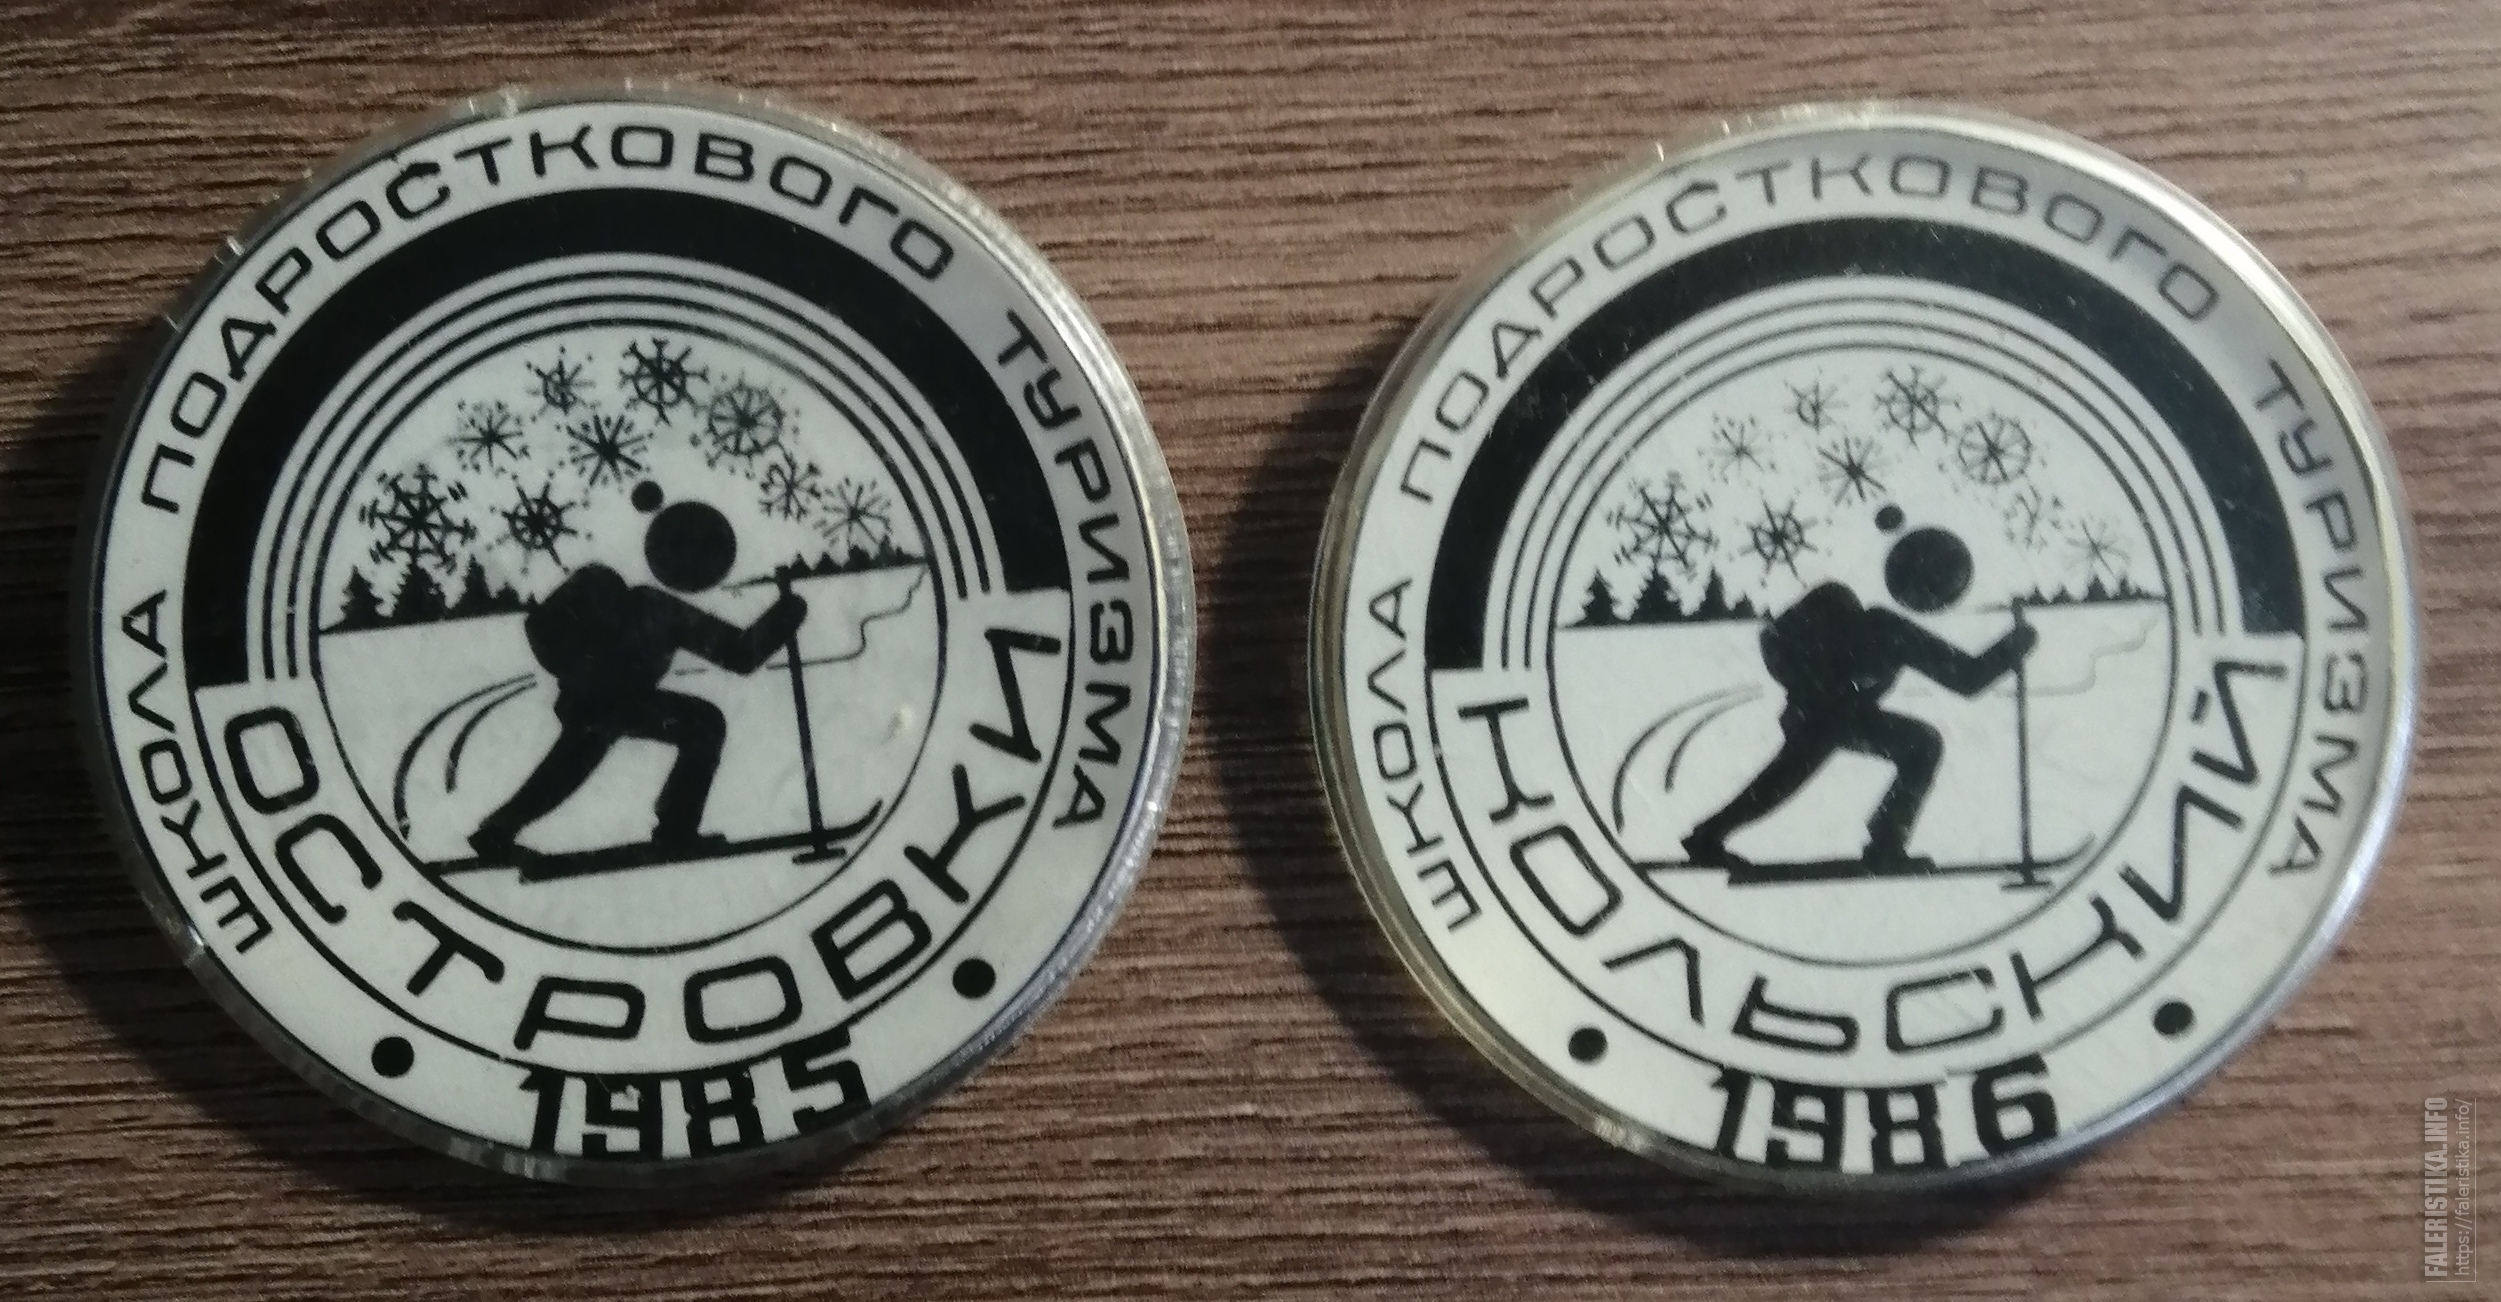 ШКОЛА ПОДРОСТКОВОГО ТУРИЗМА
ОСТРОВКИ
• 1985 •
ШКОЛА ПОДРОСТКОВОГО ТУРИЗМА
КОЛЬСКИЙ
• 1986 •
FALERISTIKA.INFO
https://faleristika.info/